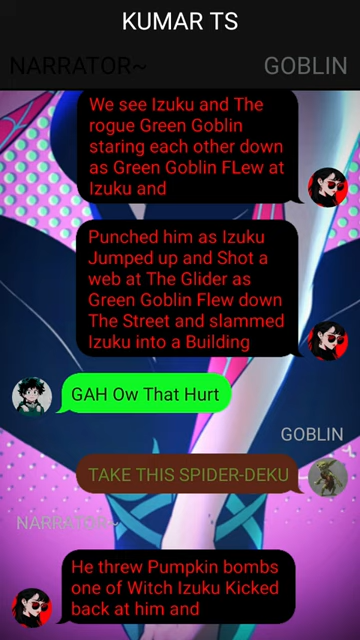 KUMAR TS
NARRATOR~
GOBLIN
We see Izuku and The
rogue Green Goblin
staring each other down
as Green Goblin FLew at
Izuku and
Punched him as Izuku
Jumped up and Shot a
web at The Glider as
Green Goblin Flew down
The Street and slammed
Izuku into a Building
GAH Ow That Hurt
GOBLIN
TAKE THIS SPIDER-DEKU
NARRATOR~
He threw Pumpkin bombs
one of Witch Izuku Kicked
back at him and